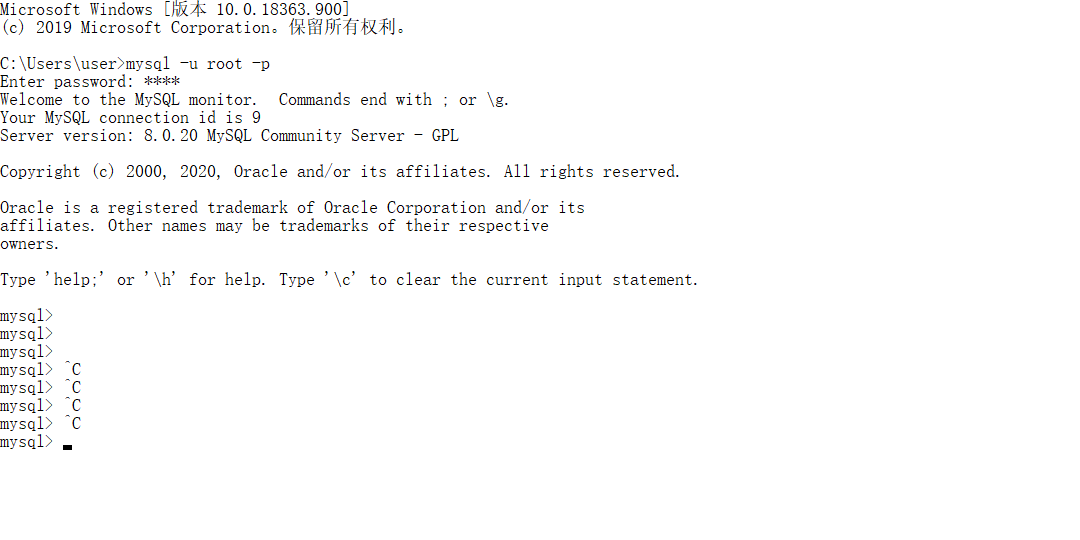 Microsoft Windows [版本 10.0.18363.900]
(c) 2019 Microsoft Corporation。保留所有权利。
C:\Users\user>mysql -u root -p
Enter password: ****
Welcome to the MySQL monitor.  Commands end with ; or \g.
Your MySQL connection id is 9
Server version: 8.0.20 MySQL Community Server - GPL
Copyright (c) 2000, 2020, Oracle and/or its affiliates. All rights reserved.
Oracle is a registered trademark of Oracle Corporation and/or its
affiliates. Other names may be trademarks of their respective
owners.
Type 'help;' or '\h' for help. Type '\c' to clear the current input statement.
mysql>
mysql>
mysql>
mysql> ^C
mysql> ^C
mysql> ^C
mysql> ^C
mysql>